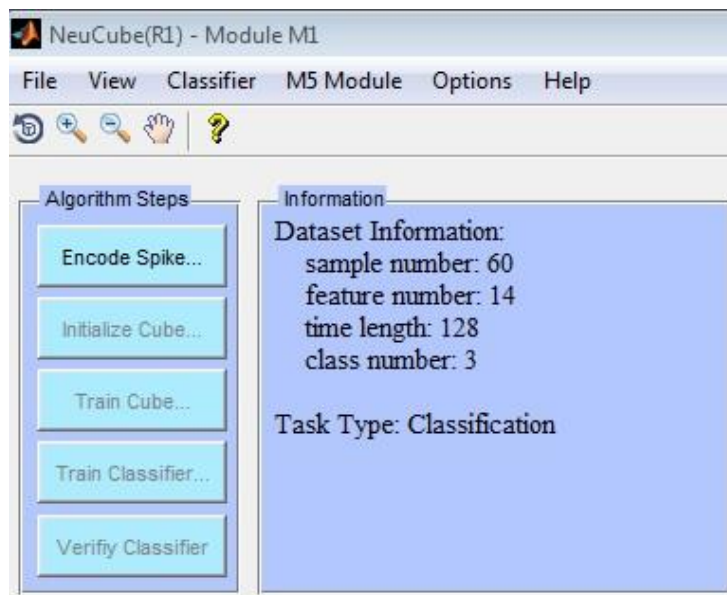 NeuCube(R1) - Module M1
File View Classifier M5 Module Options Help
Algorithm Steps
Encode Spike...
Initialize Cube...
Train Cube...
Train Classifier...
Verifiy Classifier
Information
Dataset Information:
sample number: 60
feature number: 14
time length: 128
class number: 3
Task Type: Classification